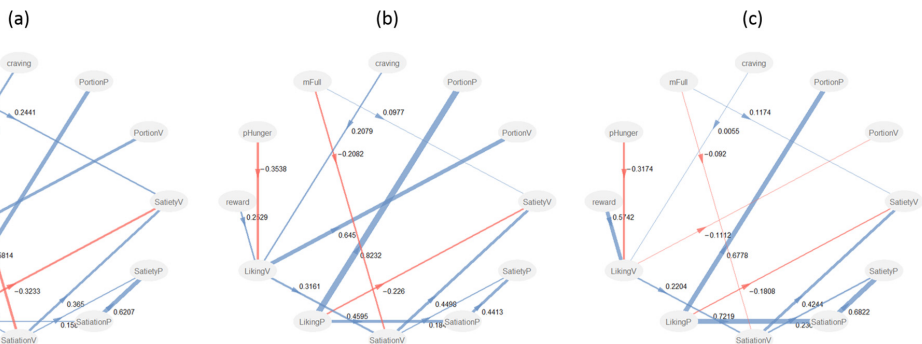 (a)
(b)
(c)
craving
PortionP
0.2441
PortionV
SatietyV
-0.3233
0.365
SatietyP
0.6207
SatiationP
SatiationV
craving
mFull
PortionP
0.0977
0.2079
pHunger
-0.2082
PortionV
-0.3538
reward
SatietyV
0.645
0.8232
LikingV
0.3161
-0.226
0.4498
SatietyP
0.4413
LikingP
0.4595
SatiationP
SatiationV
craving
mFull
PortionP
0.1174
0.0055
pHunger
-0.092
PortionV
-0.3174
reward
0.5742
SatietyV
-0.1112
0.6778
LikingV
0.2204
-0.1808
0.4244
SatietyP
0.6822
LikingP
0.7219
SatiationP
SatiationV